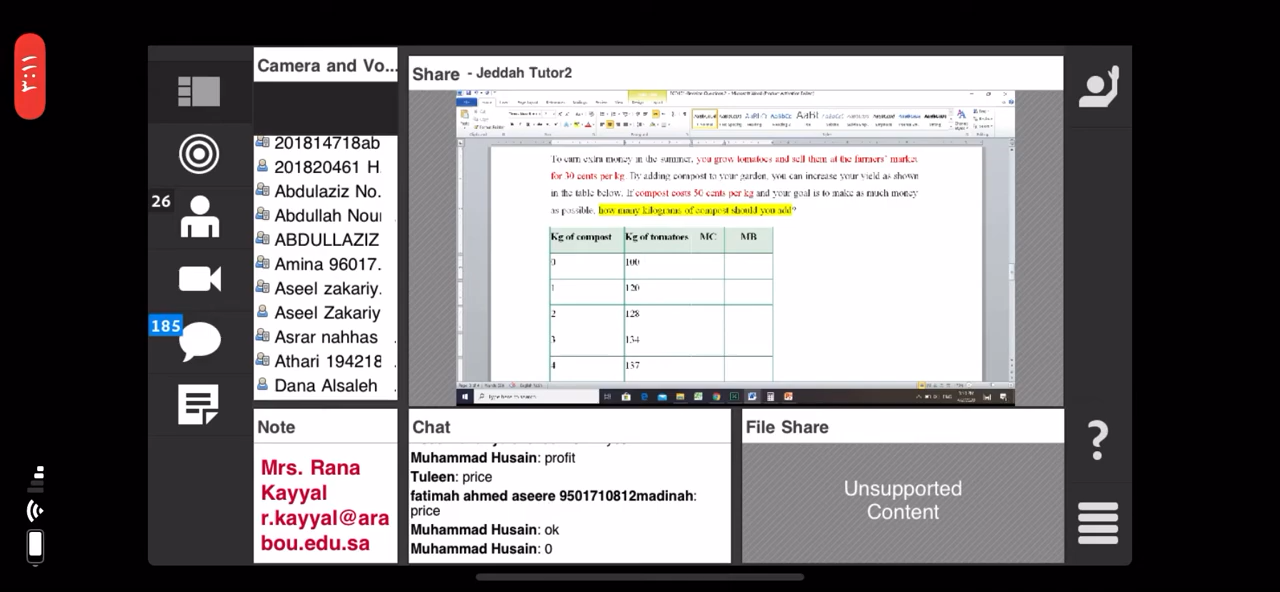 ٣:١١
Camera and Vo...
201814718ab
201820461 H
Abdulaziz No.
Abdullah Nour
ABDULLAZIZ
Amina 96017.
Aseel zakariy.
Aseel Zakariy
Asrar nahhas
Athari 194218
Dana Alsaleh
26
185
Share - Jeddah Tutor2
To earn extra money in the summer, you grow tomatoes and sell them at the farmers' market
for 30 cents per kg. By adding compost to your garden, you can increase your yield as shown
in the table below. If compost costs 50 cents per kg and your goal is to make as much money
as possible, how many kilograms of compost should you add?
Kg of compost Kg of tomatoes MC MB
0 100
1 120
2 128
3 134
4 137
Type here to search
Note
Mrs. Rana
Kayyal
r.kayyal@ara
bou.edu.sa
Chat
Muhammad Husain: profit
Tuleen: price
fatimah ahmed aseere 9501710812madinah:
price
Muhammad Husain: ok
Muhammad Husain: 0
File Share
Unsupported
Content
?